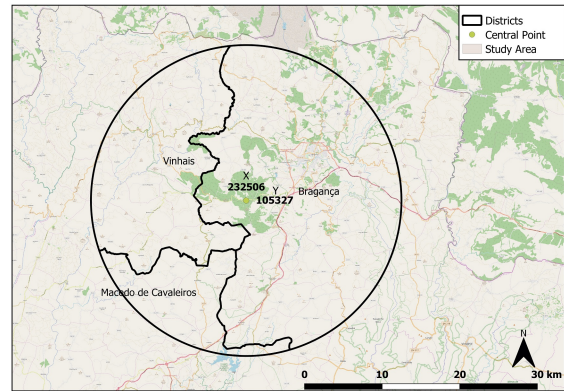 Districts
Central Point
Study Area
Vinhais
X
232506
Y
105327
Bragança
Macedo de Cavaleiros
N
0 10 20 30 km